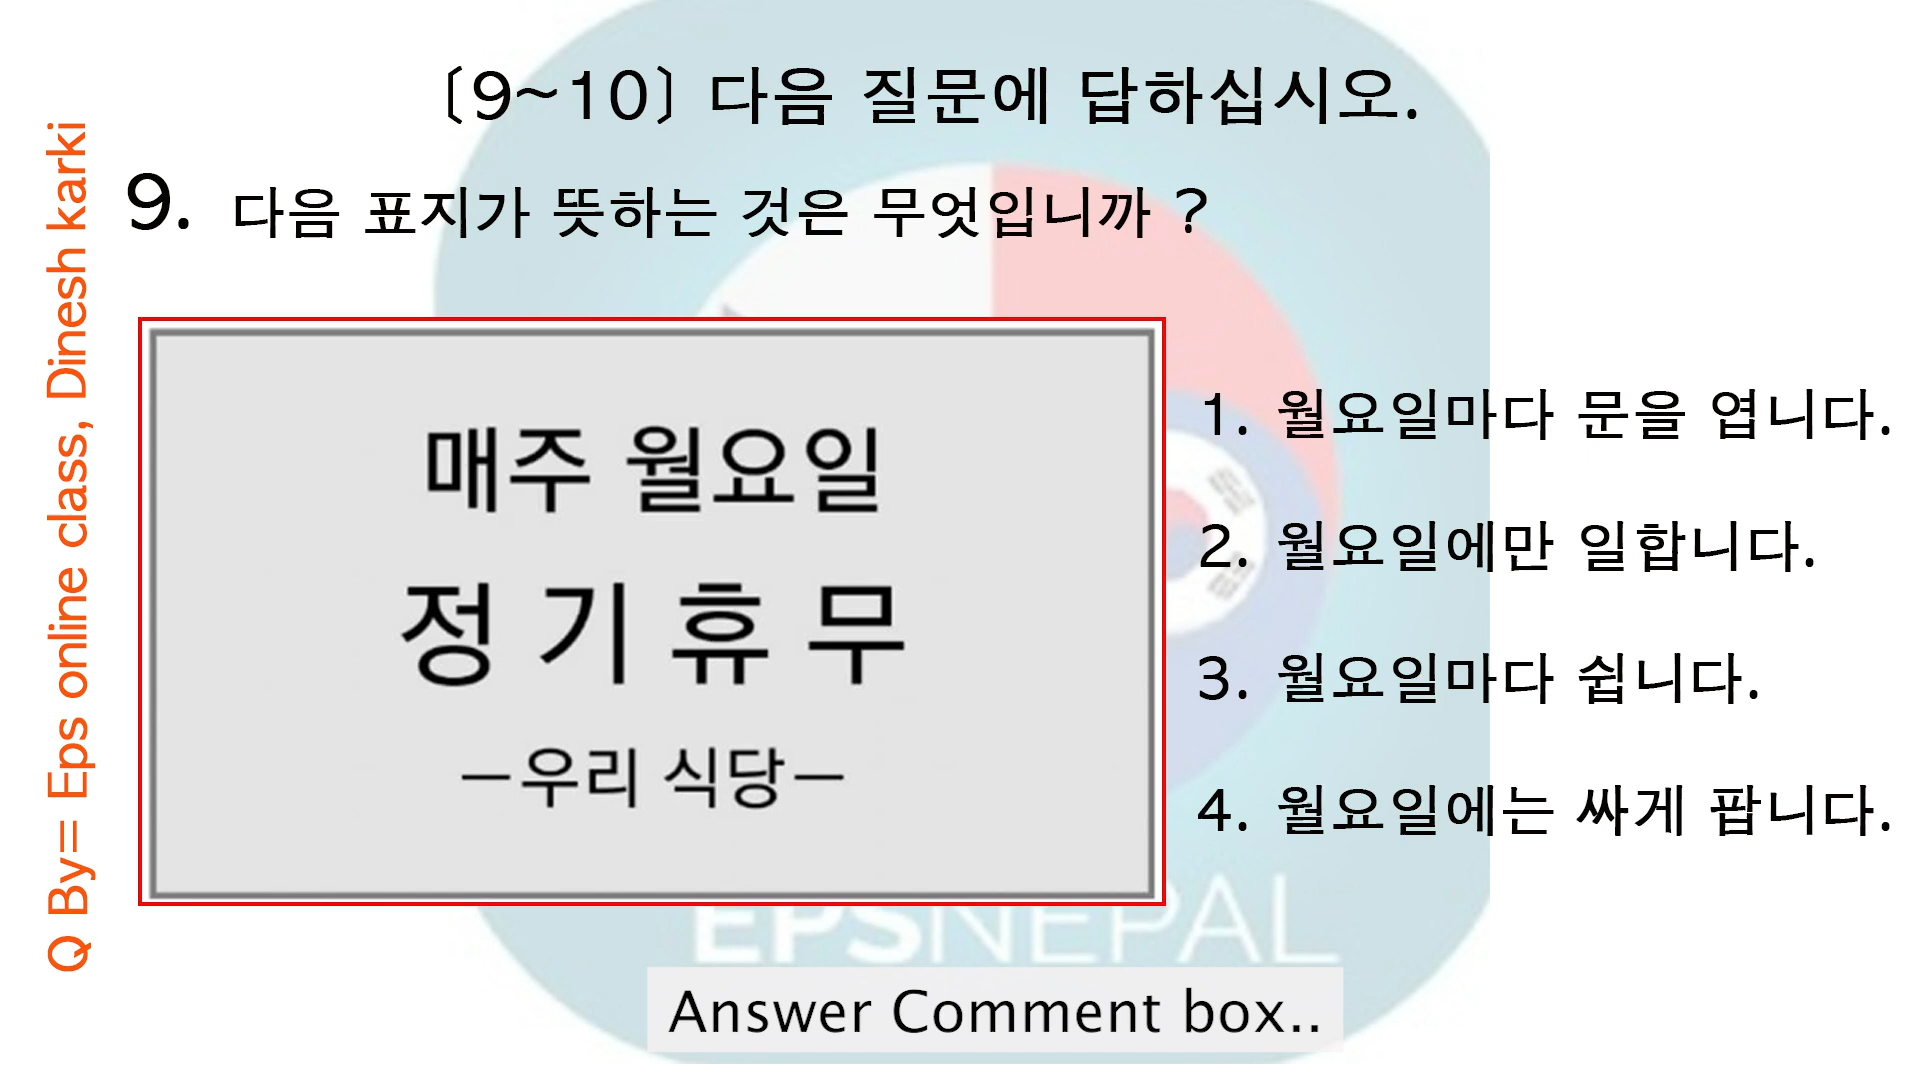 [9~10] 다음 질문에 답하십시오.
9. 다음 표지가 뜻하는 것은 무엇입니까 ?
매주 월요일
정기휴무
－우리 식당－
1. 월요일마다 문을 엽니다.
2. 월요일에만 일합니다.
3. 월요일마다 쉽니다.
4. 월요일에는 싸게 팝니다.
EPSNEPAL
Answer Comment box..
Q By= Eps online class, Dinesh karki